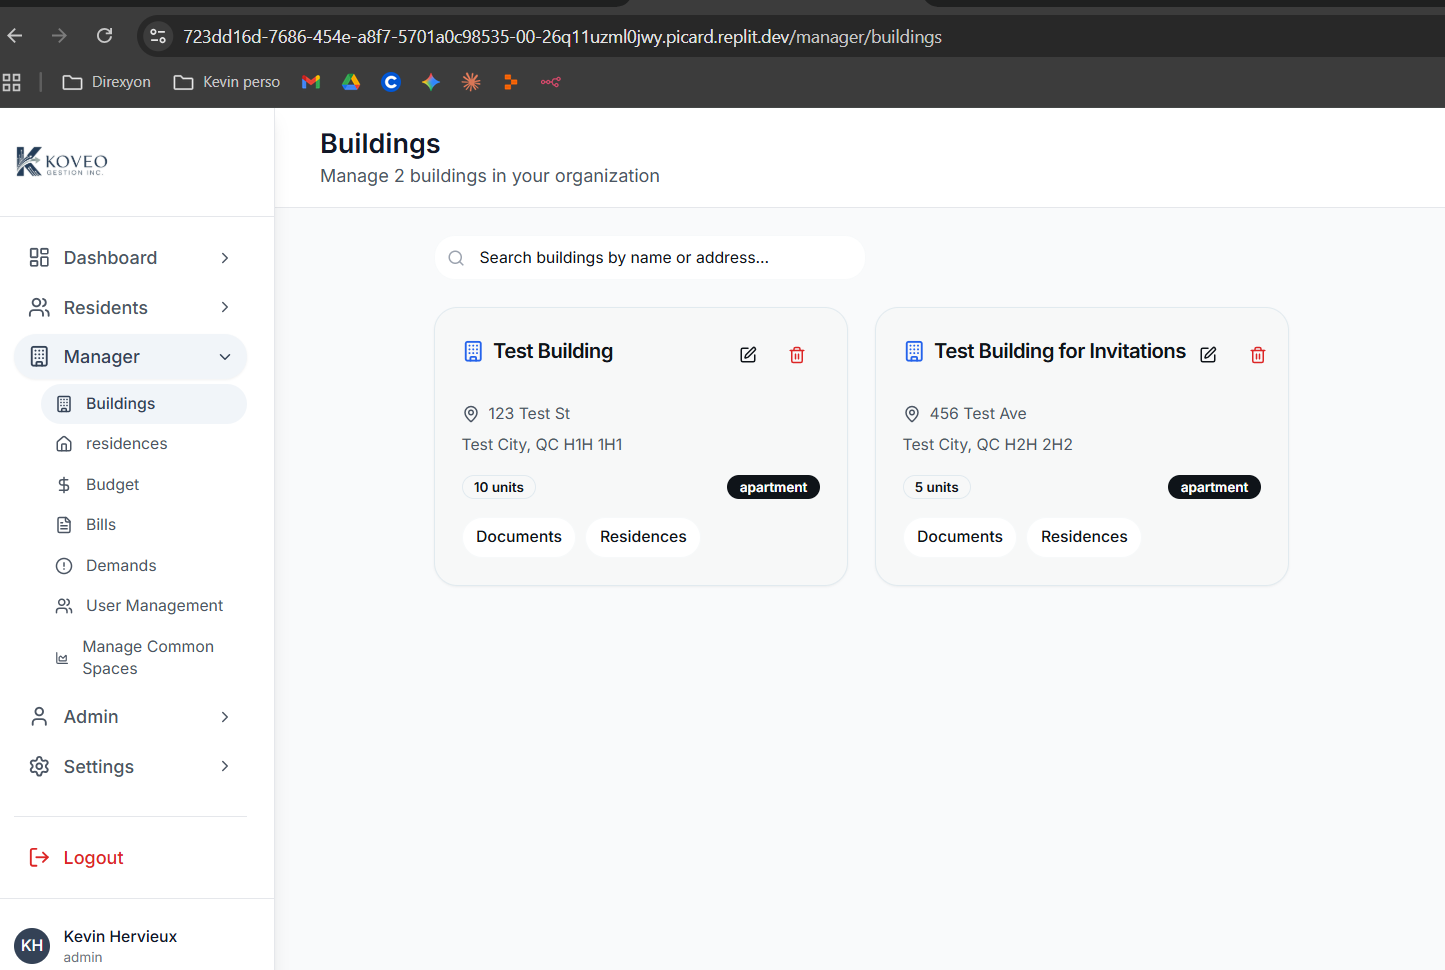 723dd16d-7686-454e-a8f7-5701a0c98535-00-26q11uzml0jwy.picard.replit.dev/manager/buildings
Direxyon
Kevin perso
KOVEO
GESTION INC.
Dashboard
Residents
Manager
Buildings
residences
Budget
Bills
Demands
User Management
Manage Common
Spaces
Admin
Settings
Logout
KH
Kevin Hervieux
admin
Buildings
Manage 2 buildings in your organization
Search buildings by name or address...
Test Building
123 Test St
Test City, QC H1H 1H1
10 units
apartment
Documents
Residences
Test Building for Invitations
456 Test Ave
Test City, QC H2H 2H2
5 units
apartment
Documents
Residences